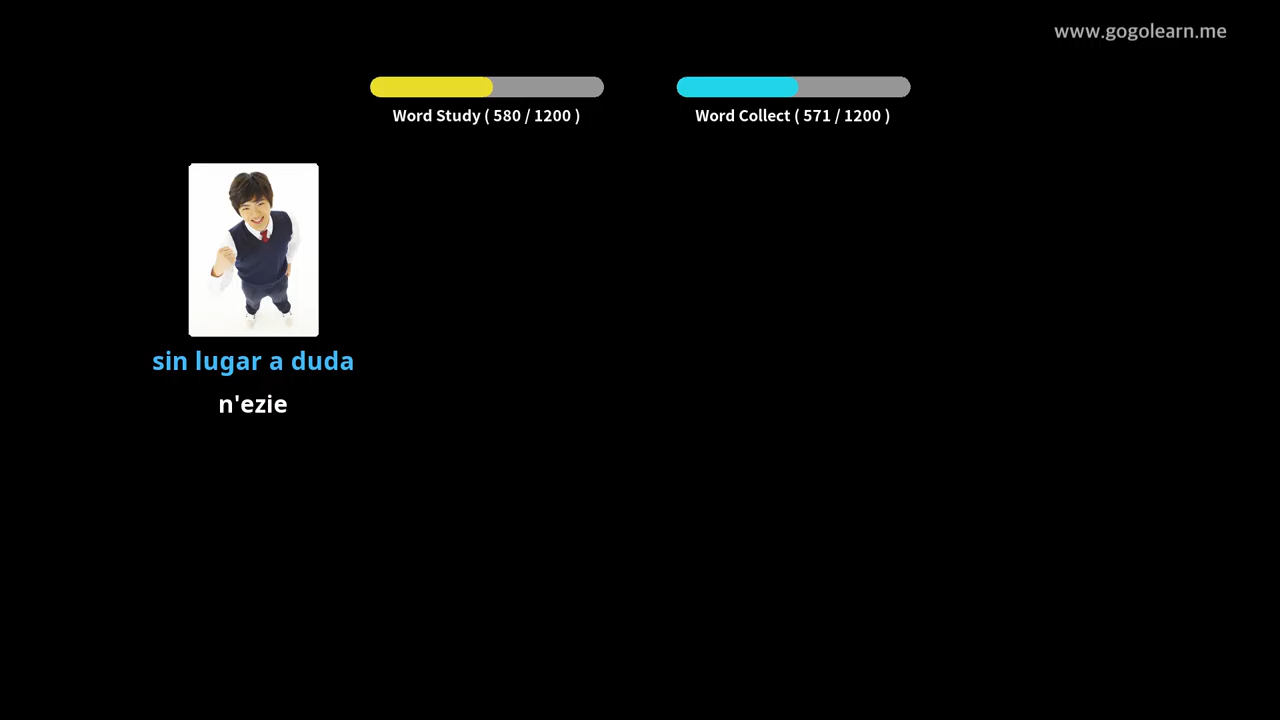 www.gogolearn.me
Word Study ( 580 / 1200 )
Word Collect ( 571 / 1200 )
sin lugar a duda
n'ezie